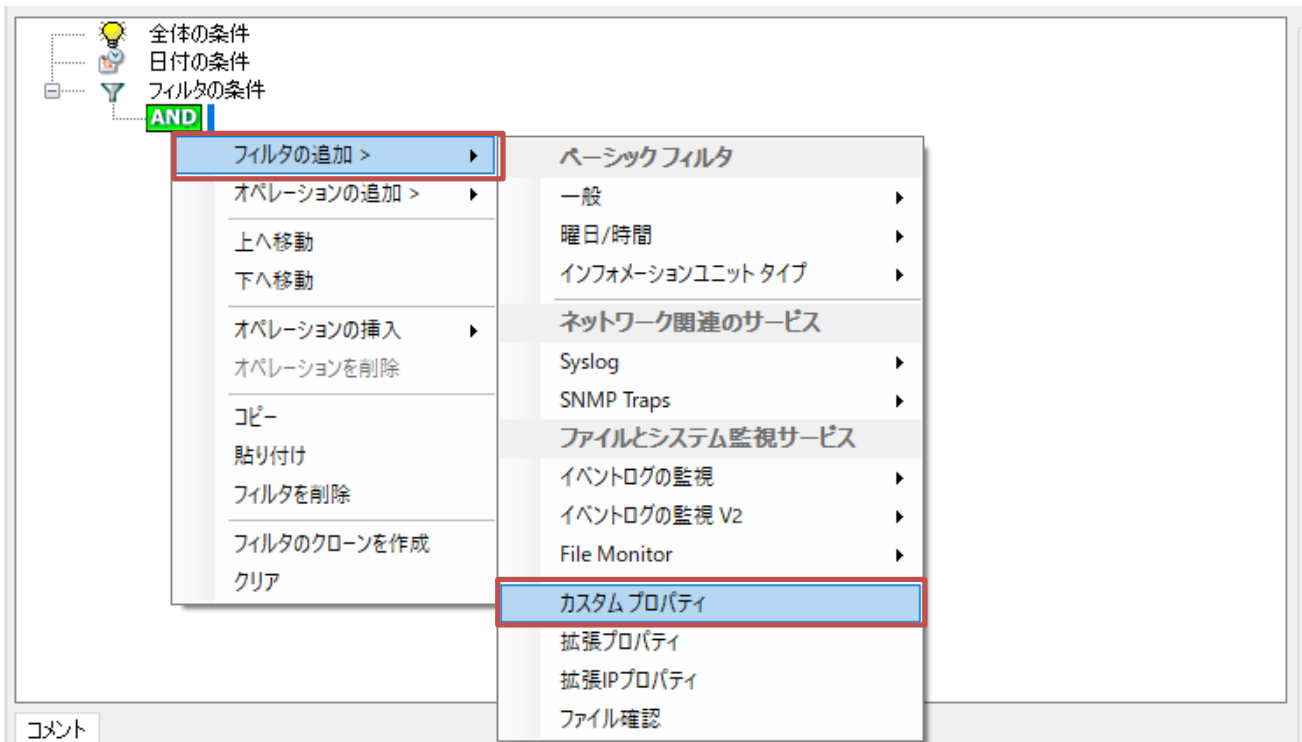 全体の条件
日付の条件
フィルタの条件
AND
フィルタの追加 >
オペレーションの追加 >
上へ移動
下へ移動
オペレーションの挿入
オペレーションを削除
コピー
貼り付け
フィルタを削除
フィルタのクローンを作成
クリア
ベーシック フィルタ
一般
曜日/時間
インフォメーションユニット タイプ
ネットワーク関連のサービス
Syslog
SNMP Traps
ファイルとシステム監視サービス
イベントログの監視
イベントログの監視 V2
File Monitor
カスタム プロパティ
拡張プロパティ
拡張IPプロパティ
ファイル確認
コメント